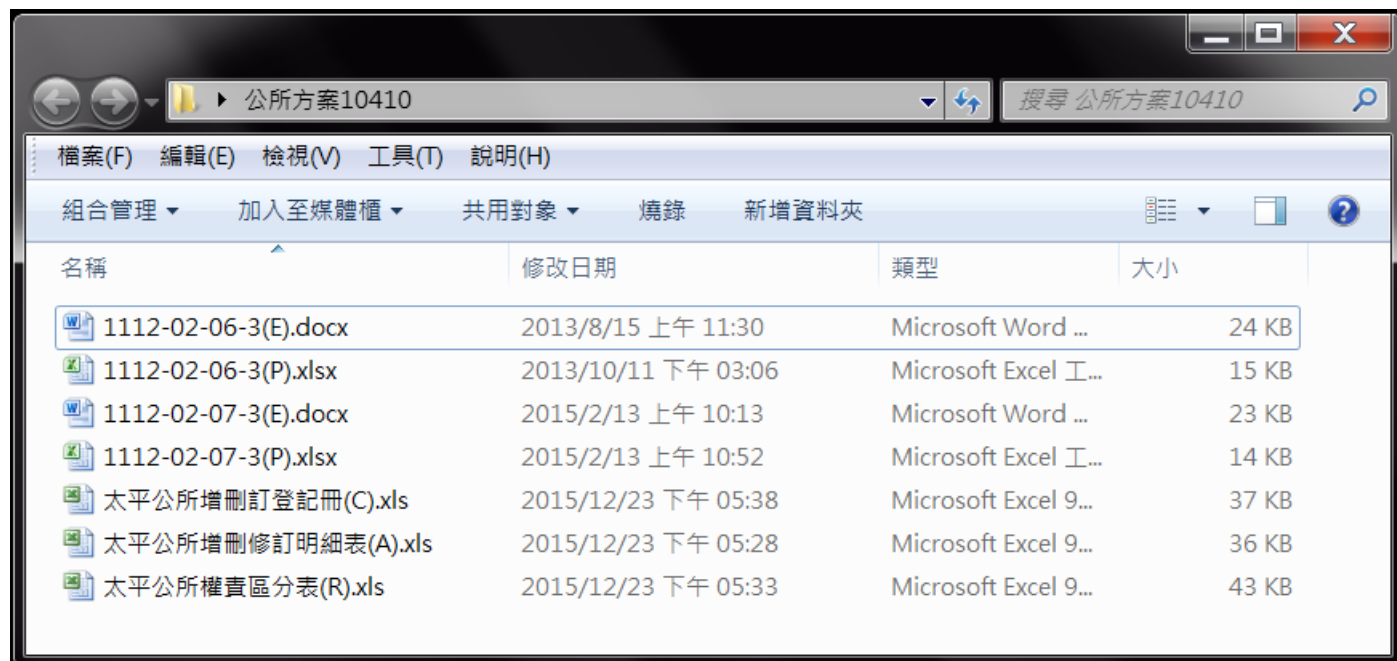 公所方案10410 搜尋 公所方案10410
檔案(F) 編輯(E) 檢視(V) 工具(T) 說明(H)
組合管理 加入至媒體櫃 共用對象 燒錄 新增資料夾
名稱 修改日期 類型 大小
1112-02-06-3(E).docx 2013/8/15 上午 11:30 Microsoft Word ... 24 KB
1112-02-06-3(P).xlsx 2013/10/11 下午 03:06 Microsoft Excel 工... 15 KB
1112-02-07-3(E).docx 2015/2/13 上午 10:13 Microsoft Word ... 23 KB
1112-02-07-3(P).xlsx 2015/2/13 上午 10:52 Microsoft Excel 工... 14 KB
太平公所增刪訂登記冊(C).xls 2015/12/23 下午 05:38 Microsoft Excel 9... 37 KB
太平公所增刪修訂明細表(A).xls 2015/12/23 下午 05:28 Microsoft Excel 9... 36 KB
太平公所權責區分表(R).xls 2015/12/23 下午 05:33 Microsoft Excel 9... 43 KB